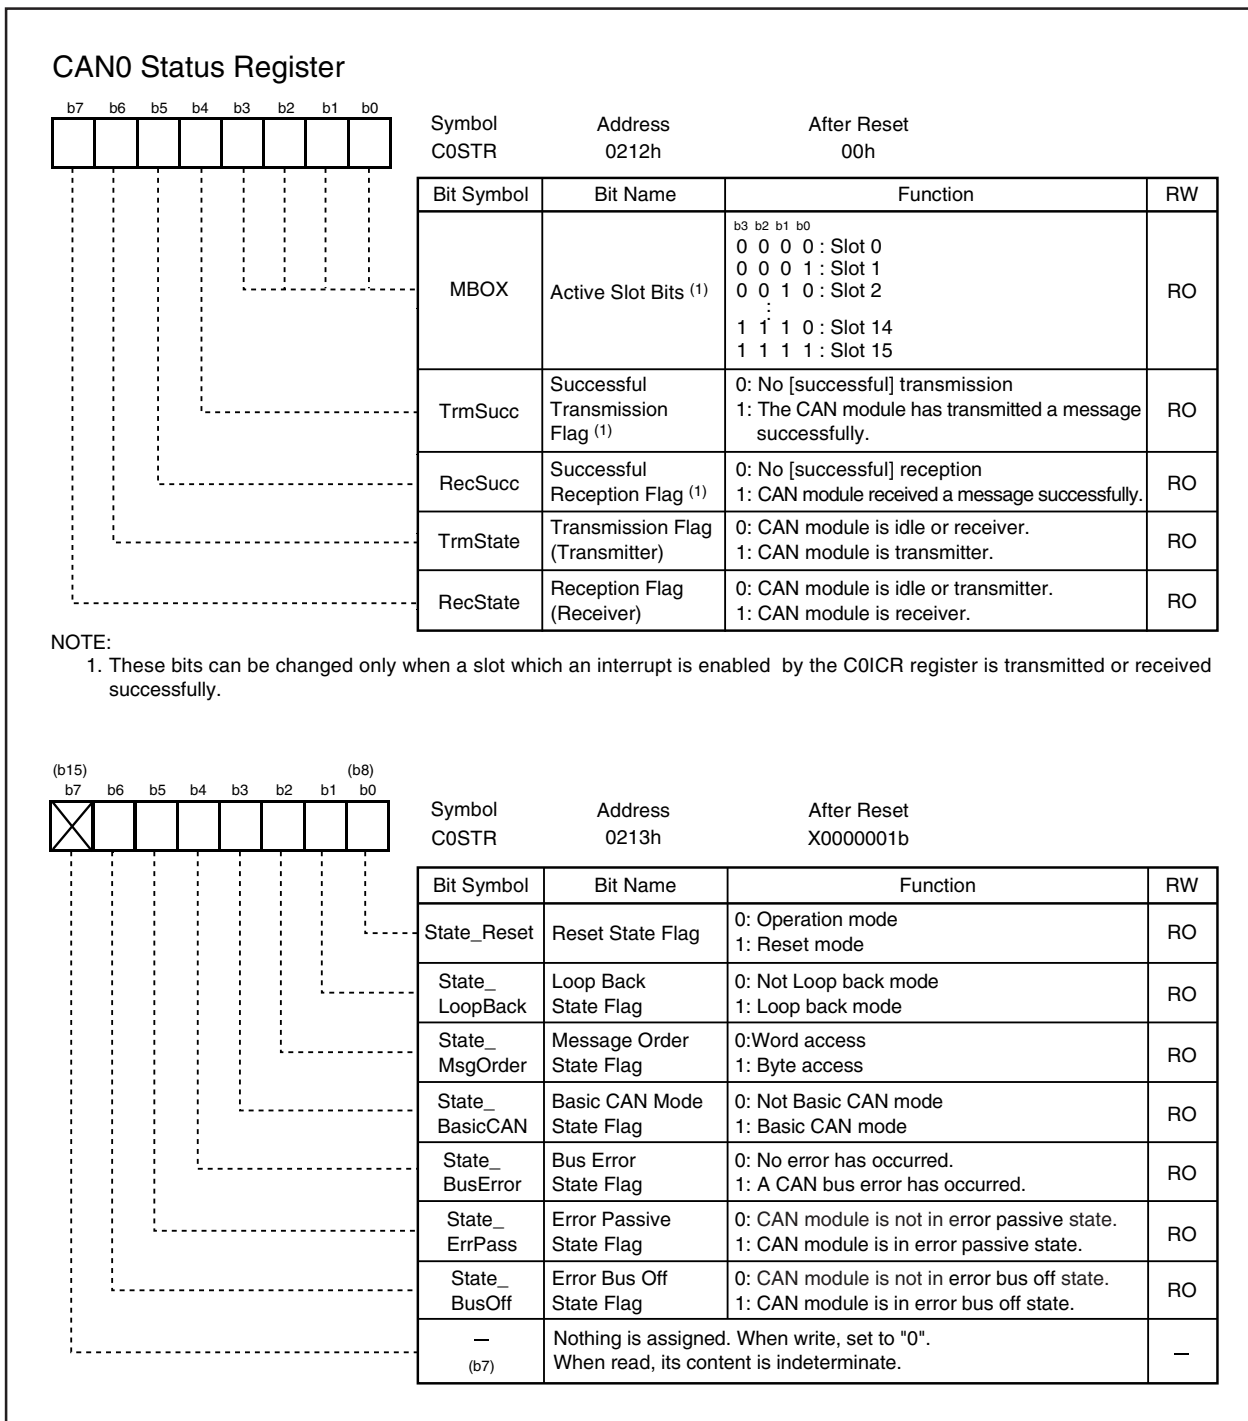 CAN0 Status Register
b7 b6 b5 b4 b3 b2 b1 b0
Symbol Address After Reset
C0STR 0212h 00h
Bit Symbol Bit Name Function RW
MBOX Active Slot Bits (1) RO
b3 b2 b1 b0
0 0 0 0 : Slot 0
0 0 0 1 : Slot 1
0 0 1 0 : Slot 2
:
1 1 1 0 : Slot 14
1 1 1 1 : Slot 15
TrmSucc RO
Successful
Transmission
Flag (1)
0: No [successful] transmission
1: The CAN module has transmitted a message
successfully.
RecSucc RO
Successful
Reception Flag (1)
0: No [successful] reception
1: CAN module received a message successfully.
TrmState RO
Transmission Flag
(Transmitter)
0: CAN module is idle or receiver.
1: CAN module is transmitter.
RecState RO
Reception Flag
(Receiver)
0: CAN module is idle or transmitter.
1: CAN module is receiver.
NOTE:
1. These bits can be changed only when a slot which an interrupt is enabled by the C0ICR register is transmitted or received
successfully.
(b15) (b8)
b7 b6 b5 b4 b3 b2 b1 b0
Symbol Address After Reset
C0STR 0213h X0000001b
Bit Symbol Bit Name Function RW
State_Reset Reset State Flag RO
0: Operation mode
1: Reset mode
State_
LoopBack
Loop Back
State Flag
0: Not Loop back mode
1: Loop back mode
RO
State_
MsgOrder
Message Order
State Flag
0:Word access
1: Byte access
RO
State_
BasicCAN
Basic CAN Mode
State Flag
0: Not Basic CAN mode
1: Basic CAN mode
RO
State_
BusError
Bus Error
State Flag
0: No error has occurred.
1: A CAN bus error has occurred.
RO
State_
ErrPass
Error Passive
State Flag
0: CAN module is not in error passive state.
1: CAN module is in error passive state.
RO
State_
BusOff
Error Bus Off
State Flag
0: CAN module is not in error bus off state.
1: CAN module is in error bus off state.
RO
–
(b7)
Nothing is assigned. When write, set to "0".
When read, its content is indeterminate.
–